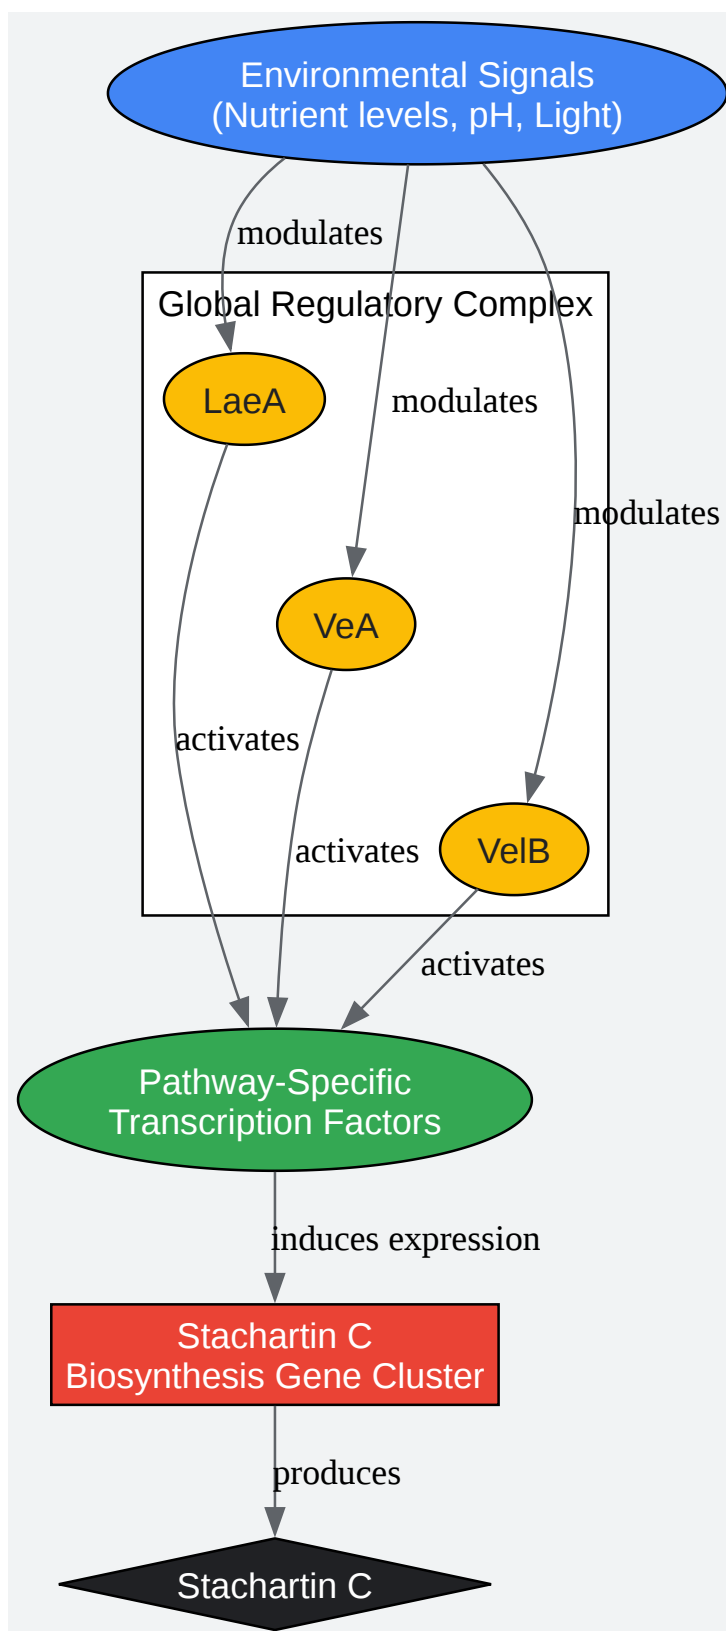 Environmental Signals
(Nutrient levels, pH, Light)
modulates
Global Regulatory Complex
LaeA
modulates
modulates
VeA
activates
activates
VelB
activates
Pathway-Specific
Transcription Factors
induces expression
Stachartin C
Biosynthesis Gene Cluster
produces
Stachartin C